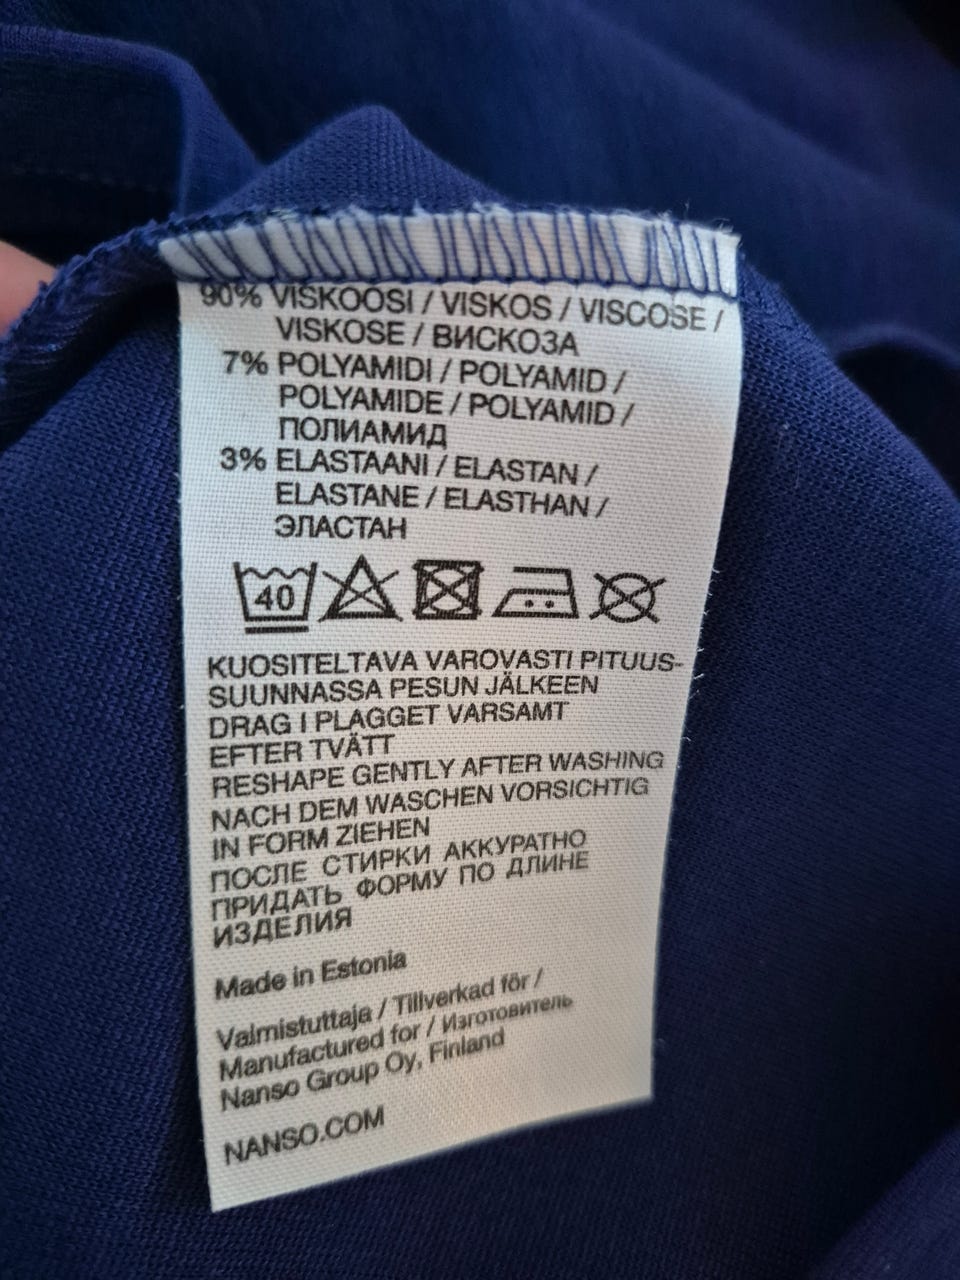 90% VISKOOSI / VISKOS / VISCOSE /
VISKOSE / ВИСКОЗА
7% POLYAMIDI / POLYAMID /
POLYAMIDE / POLYAMID /
ПОЛИАМИД
3% ELASTAANI / ELASTAN /
ELASTANE / ELASTHAN /
ЭЛАСТАН
40
KUOSITELTAVA VAROVASTI PITUUS-
SUUNNASSA PESUN JÄLKEEN
DRAG I PLAGGET VARSAMT
EFTER TVÄTT
RESHAPE GENTLY AFTER WASHING
NACH DEM WASCHEN VORSICHTIG
IN FORM ZIEHEN
ПОСЛЕ СТИРКИ АККУРАТНО
ПРИДАТЬ ФОРМУ ПО ДЛИНЕ
ИЗДЕЛИЯ
Made in Estonia
Valmistuttaja / Tillverkad för /
Manufactured for / Изготовитель
Nanso Group Oy, Finland
NANSO.COM